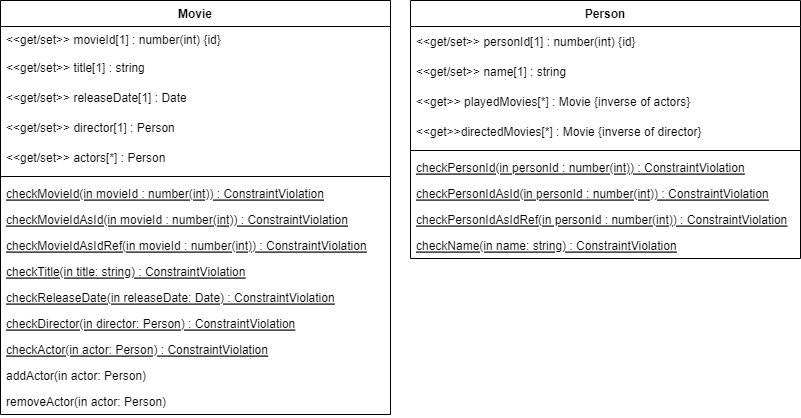 Movie
<<get/set>> movieId[1] : number(int) {id}
<<get/set>> title[1] : string
<<get/set>> releaseDate[1] : Date
<<get/set>> director[1] : Person
<<get/set>> actors[*] : Person
checkMovieId(in movieId : number(int)) : ConstraintViolation
checkMovieIdAsId(in movieId : number(int)) : ConstraintViolation
checkMovieIdAsIdRef(in movieId : number(int)) : ConstraintViolation
checkTitle(in title: string) : ConstraintViolation
checkReleaseDate(in releaseDate: Date) : ConstraintViolation
checkDirector(in director: Person) : ConstraintViolation
checkActor(in actor: Person) : ConstraintViolation
addActor(in actor: Person)
removeActor(in actor: Person)
Person
<<get/set>> personId[1] : number(int) {id}
<<get/set>> name[1] : string
<<get>> playedMovies[*] : Movie {inverse of actors}
<<get>>directedMovies[*] : Movie {inverse of director}
checkPersonId(in personId : number(int)) : ConstraintViolation
checkPersonIdAsId(in personId : number(int)) : ConstraintViolation
checkPersonIdAsIdRef(in personId : number(int)) : ConstraintViolation
checkName(in name: string) : ConstraintViolation